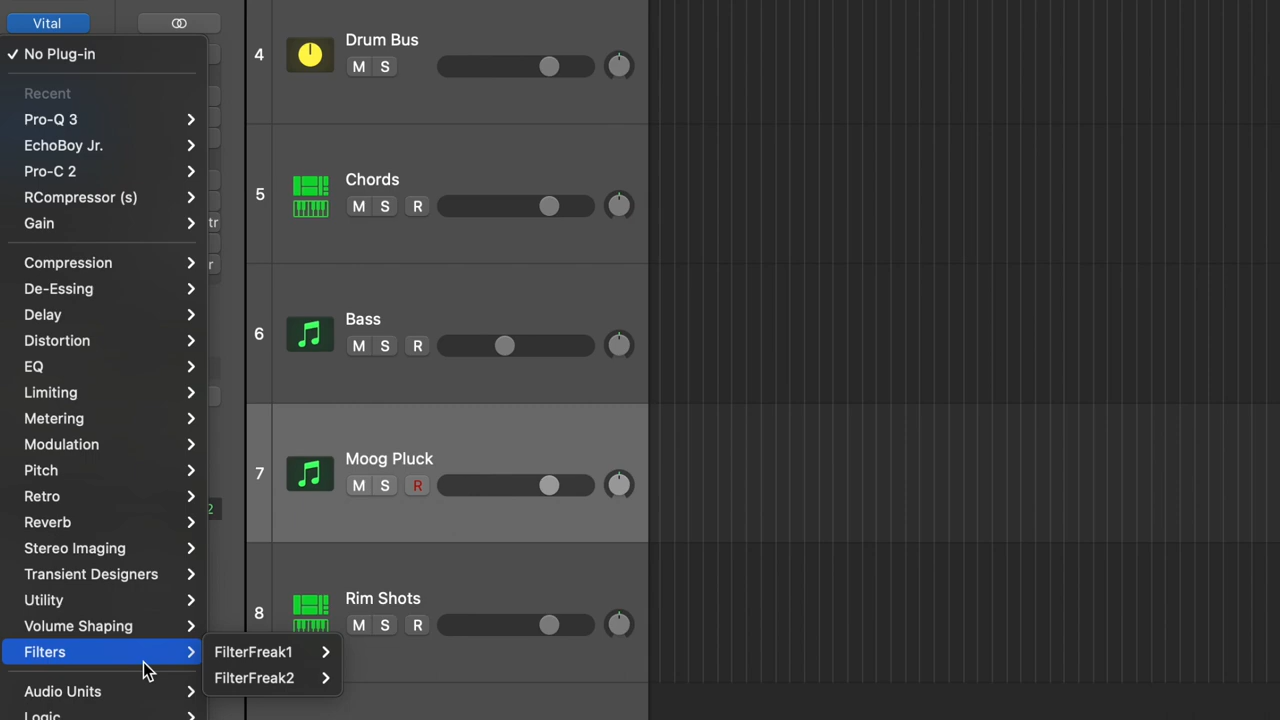 Vital
No Plug-in
Recent
Pro-Q 3
EchoBoy Jr.
Pro-C 2
RCompressor (s)
Gain
Compression
De-Essing
Delay
Distortion
EQ
Limiting
Metering
Modulation
Pitch
Retro
Reverb
Stereo Imaging
Transient Designers
Utility
Volume Shaping
Filters
Audio Units
Logic
FilterFreak1
FilterFreak2
tr
r
2
4
Drum Bus
M S
5
Chords
M S R
6
Bass
M S R
7
Moog Pluck
M S R
8
Rim Shots
M S R